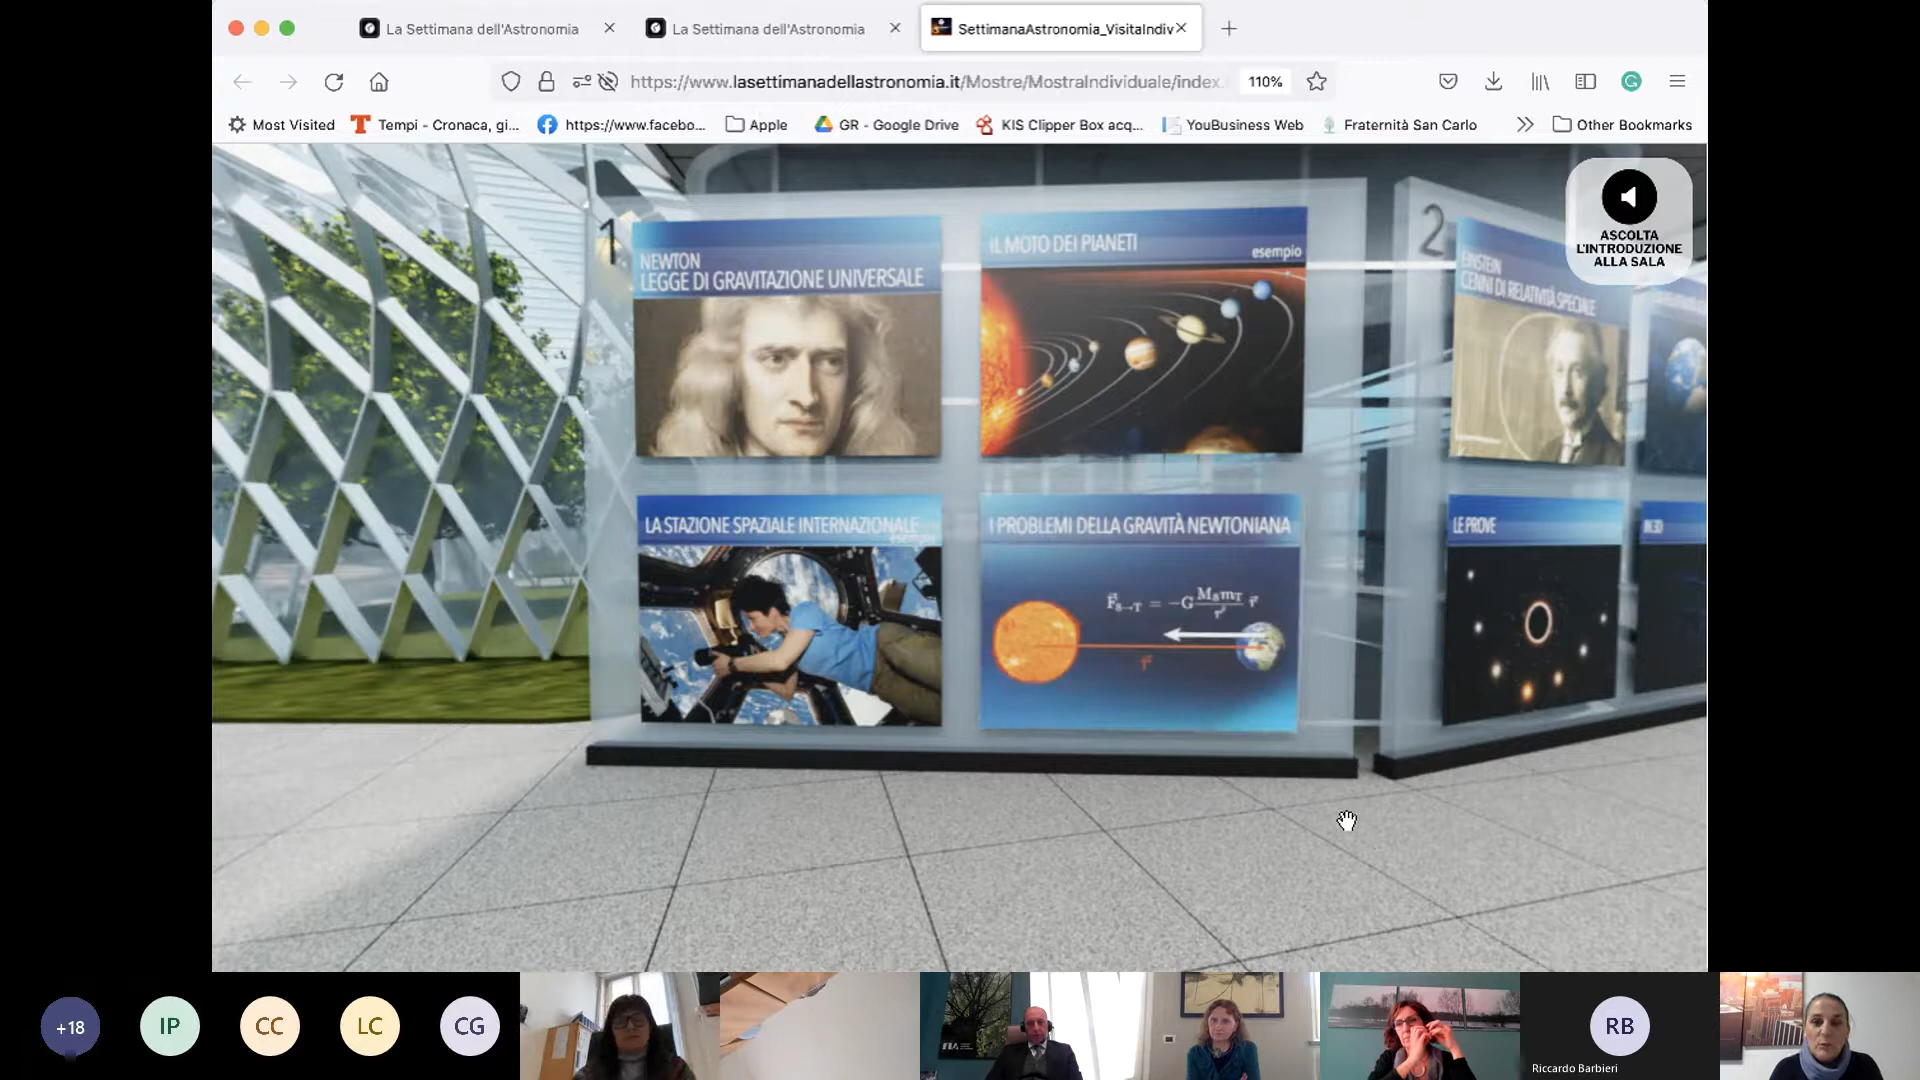 La Settimana dell'Astronomia
La Settimana dell'Astronomia
SettimanaAstronomia_VisitaIndiv
https://www.lasettimanadellastronomia.it/Mostre/MostraIndividuale/index.
110%
Most Visited
Tempi - Cronaca, gi...
https://www.facebo...
Apple
GR - Google Drive
KIS Clipper Box acq...
YouBusiness Web
Fraternità San Carlo
Other Bookmarks
ASCOLTA
L'INTRODUZIONE
ALLA SALA
1
NEWTON
LEGGE DI GRAVITAZIONE UNIVERSALE
IL MOTO DEI PIANETI
esempio
2
EINSTEIN
CENNI DI RELATIVITÀ SPECIALE
LA STAZIONE SPAZIALE INTERNAZIONALE
esempio
I PROBLEMI DELLA GRAVITÀ NEWTONIANA
LE PROVE
+18
IP
CC
LC
CG
RB
Riccardo Barbieri